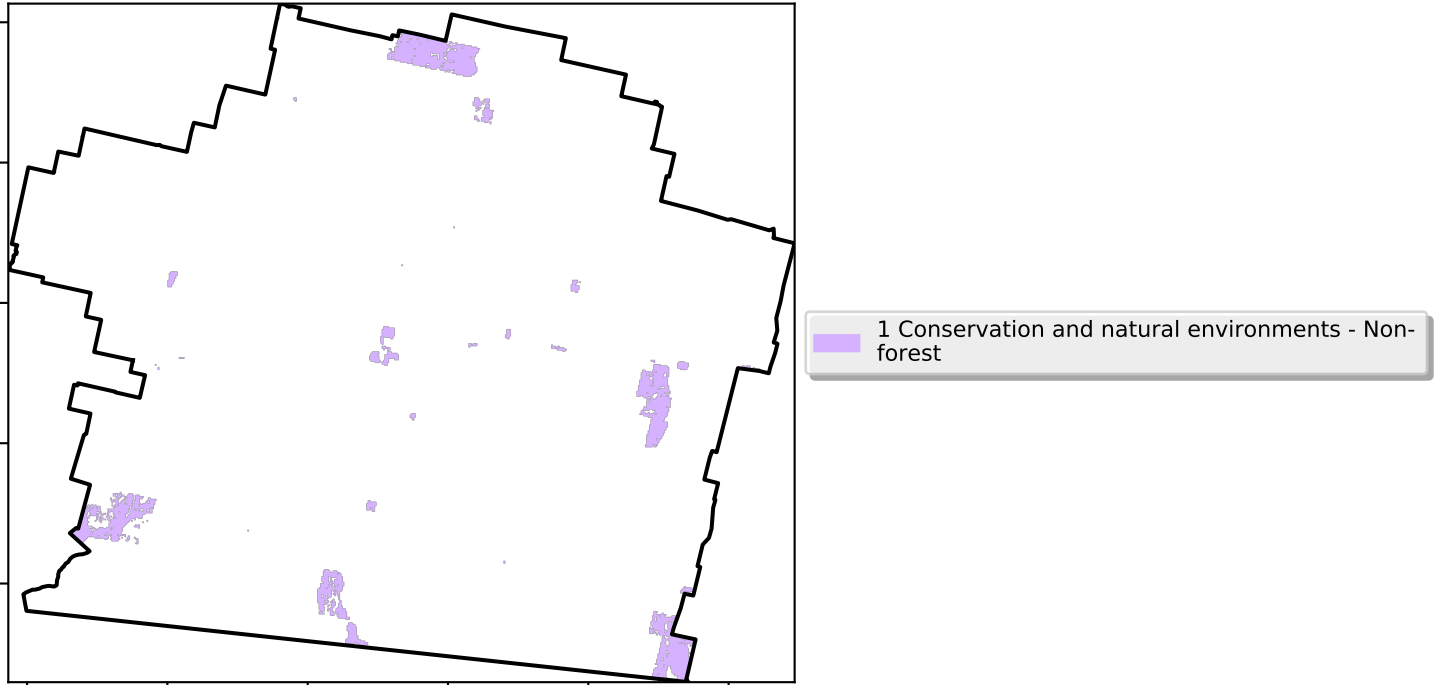 1 Conservation and natural environments - Non-
forest